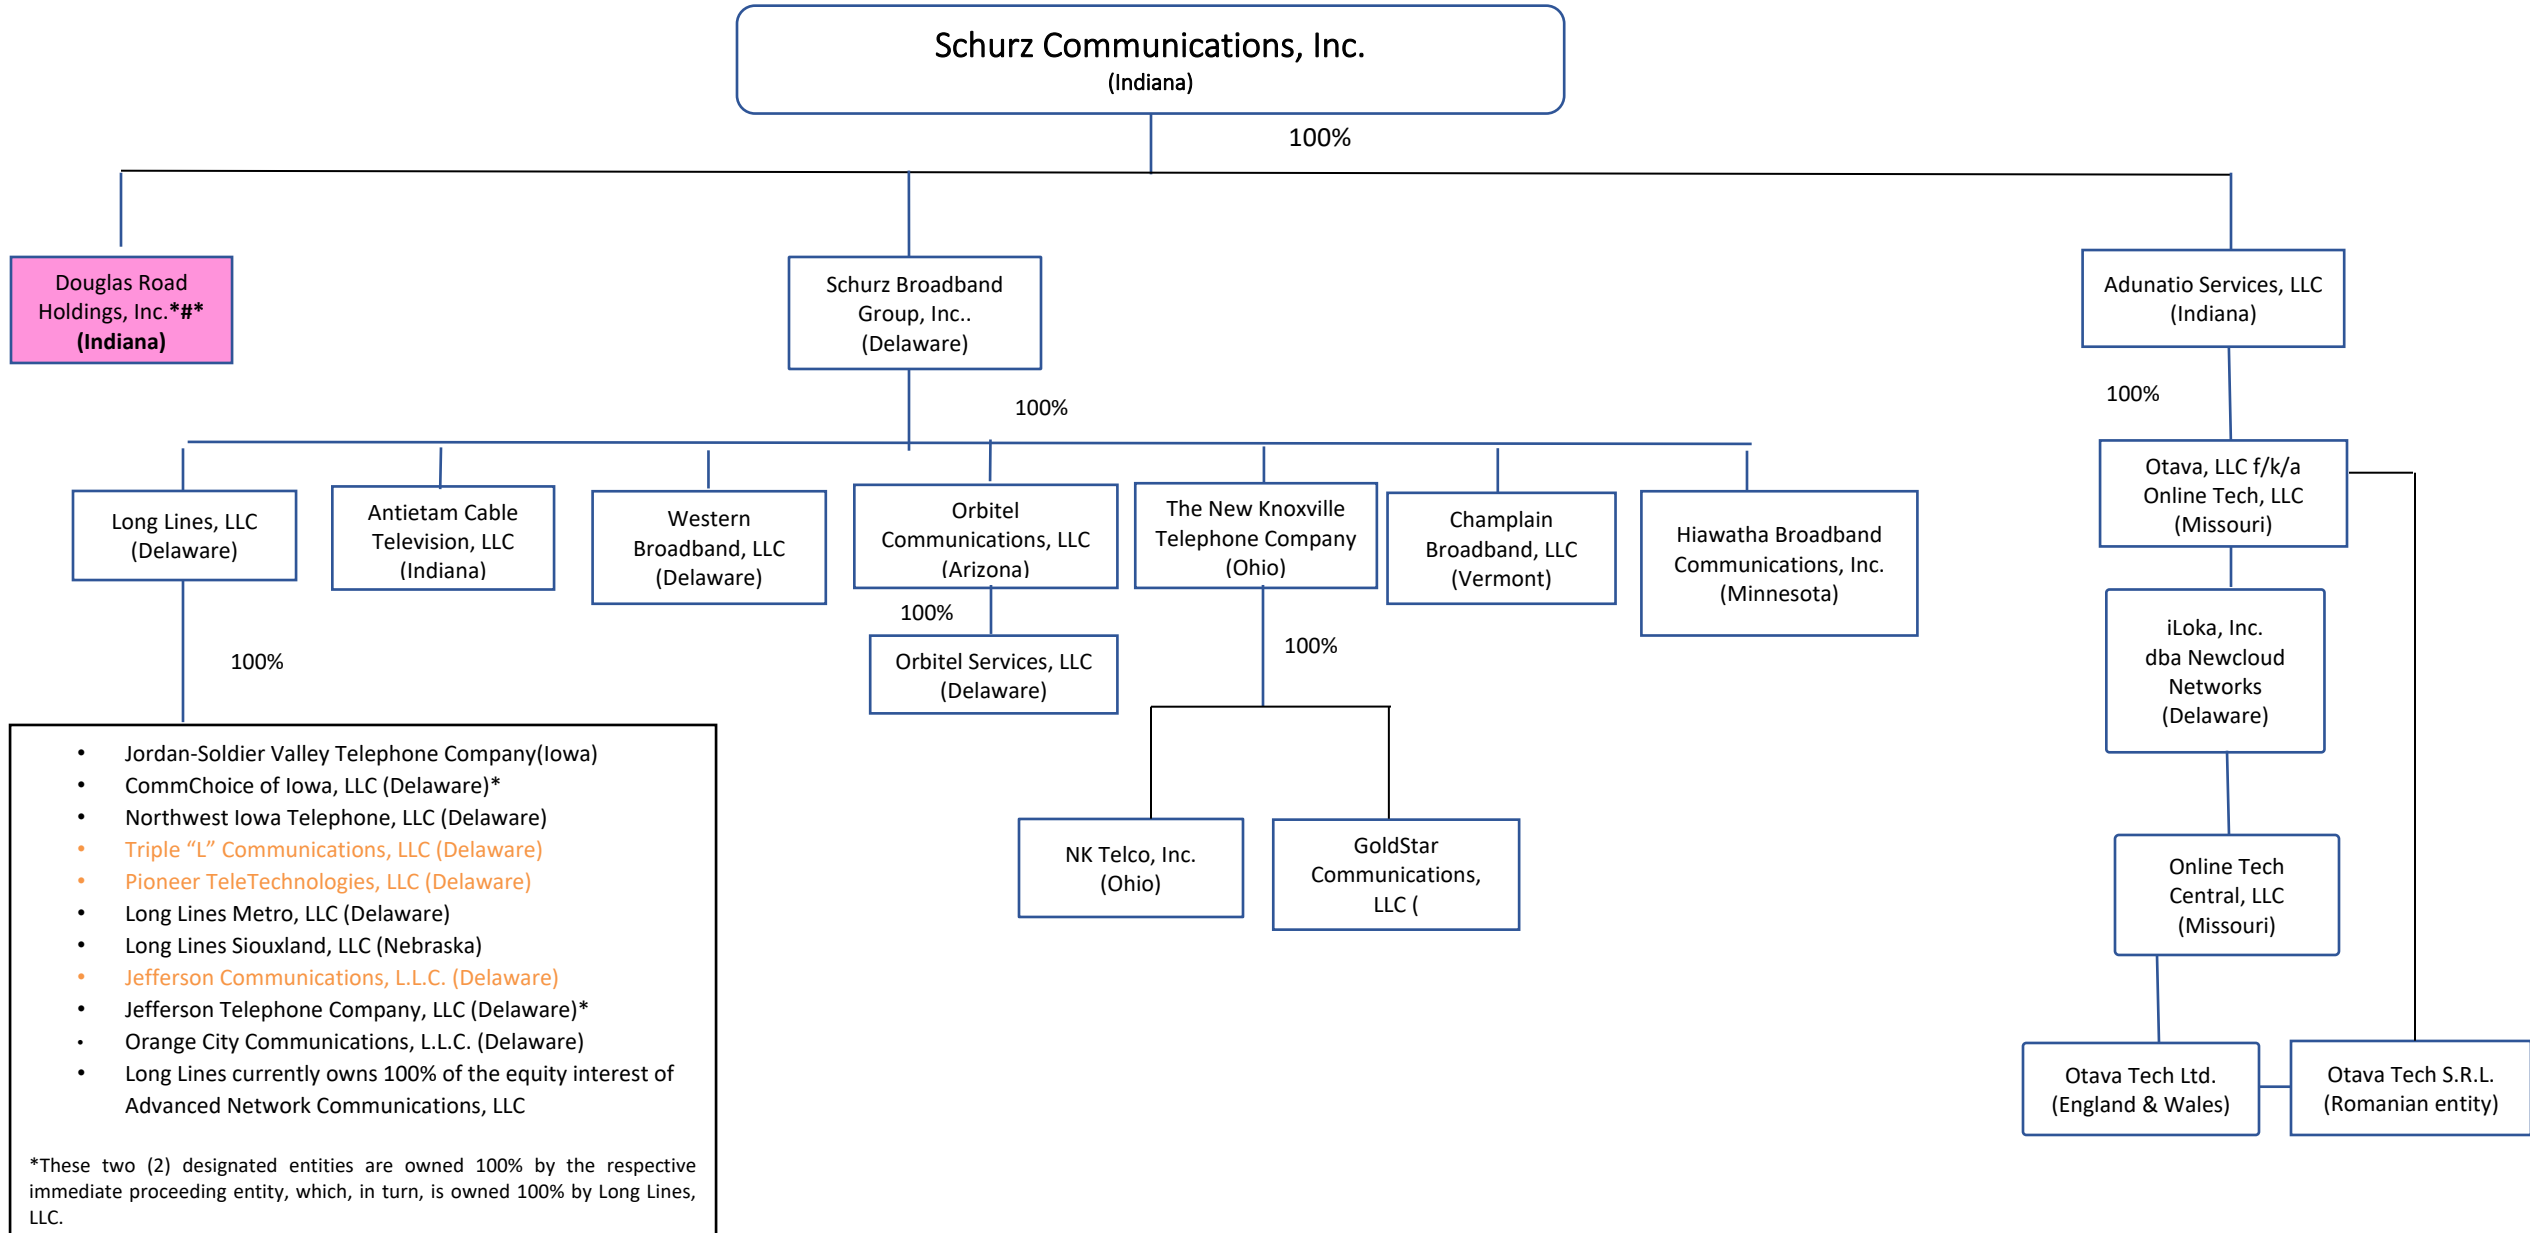 Schurz Communications, Inc.
(Indiana)
100%
Douglas Road
Holdings, Inc.*#*
(Indiana)
Schurz Broadband
Group, Inc..
(Delaware)
Adunatio Services, LLC
(Indiana)
100%
100%
Long Lines, LLC
(Delaware)
Antietam Cable
Television, LLC
(Indiana)
Western
Broadband, LLC
(Delaware)
Orbitel
Communications, LLC
(Arizona)
The New Knoxville
Telephone Company
(Ohio)
Champlain
Broadband, LLC
(Vermont)
Hiawatha Broadband
Communications, Inc.
(Minnesota)
Otava, LLC f/k/a
Online Tech, LLC
(Missouri)
100%
100%
100%
Orbitel Services, LLC
(Delaware)
iLoka, Inc.
dba Newcloud
Networks
(Delaware)
• Jordan-Soldier Valley Telephone Company(Iowa)
• CommChoice of Iowa, LLC (Delaware)*
• Northwest Iowa Telephone, LLC (Delaware)
• Triple “L” Communications, LLC (Delaware)
• Pioneer TeleTechnologies, LLC (Delaware)
• Long Lines Metro, LLC (Delaware)
• Long Lines Siouxland, LLC (Nebraska)
• Jefferson Communications, L.L.C. (Delaware)
• Jefferson Telephone Company, LLC (Delaware)*
• Orange City Communications, L.L.C. (Delaware)
• Long Lines currently owns 100% of the equity interest of
Advanced Network Communications, LLC
*These two (2) designated entities are owned 100% by the respective
immediate proceeding entity, which, in turn, is owned 100% by Long Lines,
LLC.
NK Telco, Inc.
(Ohio)
GoldStar
Communications,
LLC (
Online Tech
Central, LLC
(Missouri)
Otava Tech Ltd.
(England & Wales)
Otava Tech S.R.L.
(Romanian entity)